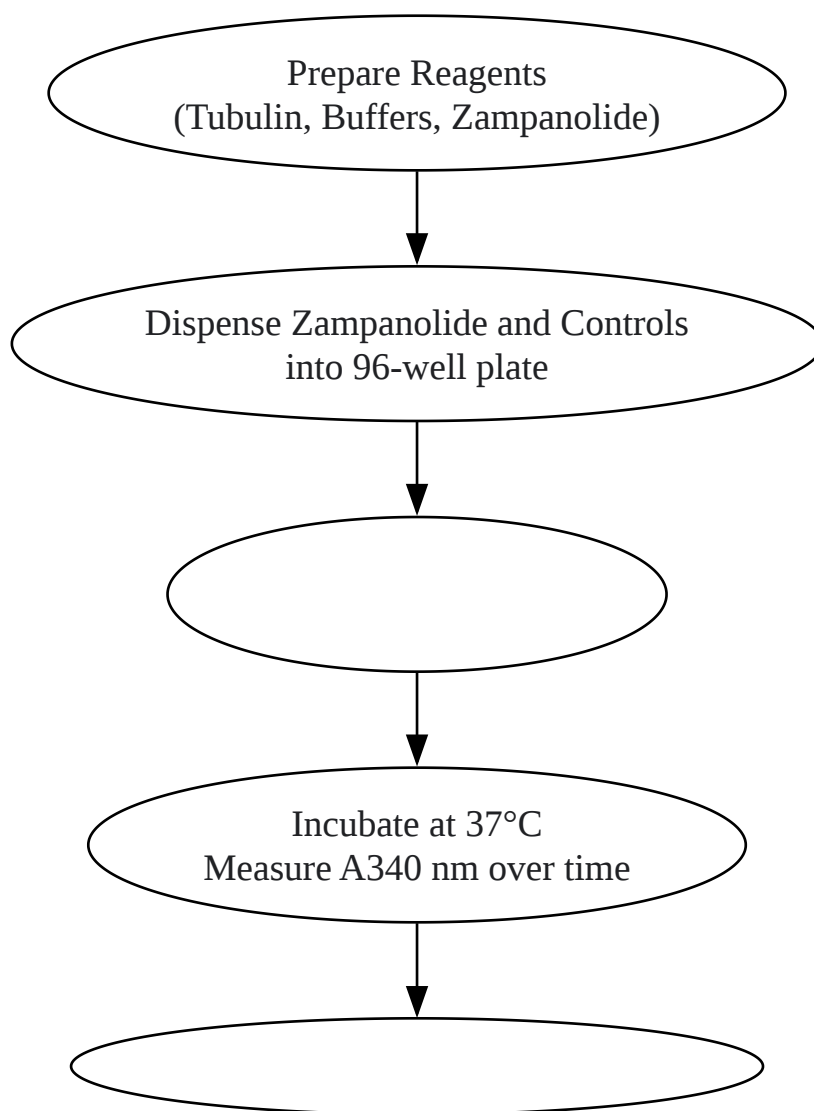 Prepare Reagents
(Tubulin, Buffers, Zampanolide)
Dispense Zampanolide and Controls
into 96-well plate
Incubate at 37°C
Measure A340 nm over time